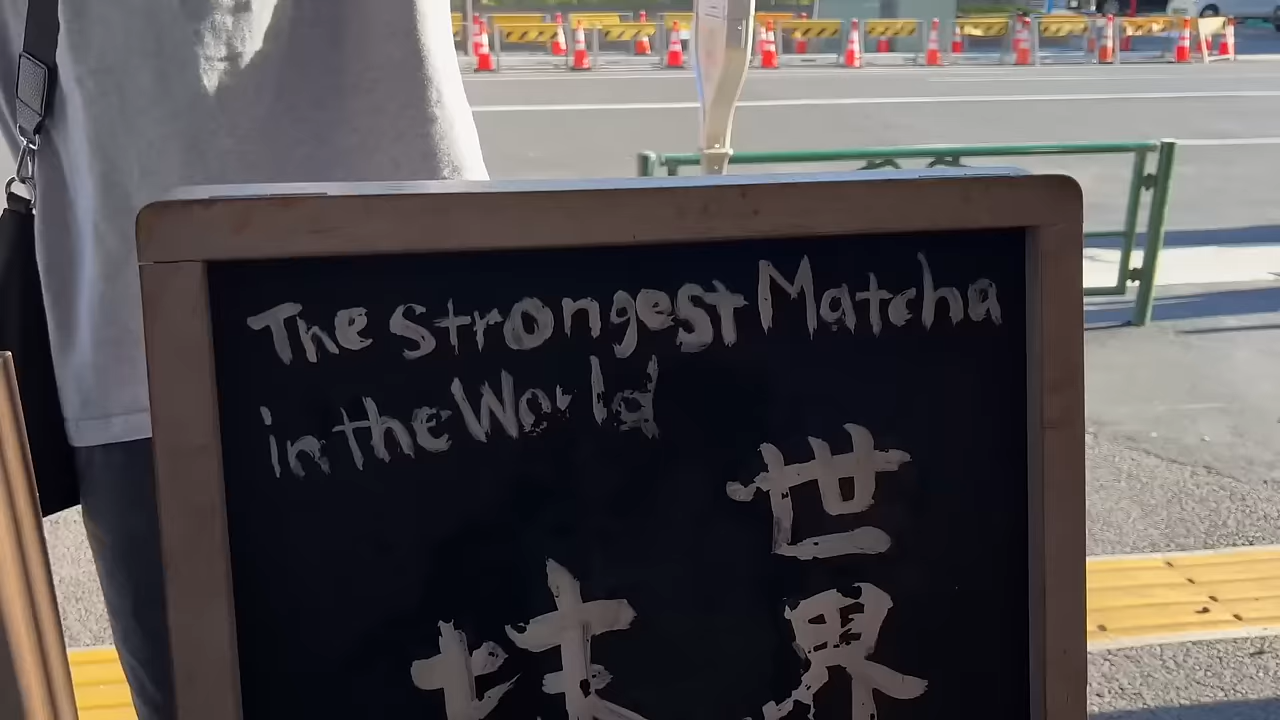 The Strongest Matcha
in the World
世界
抹